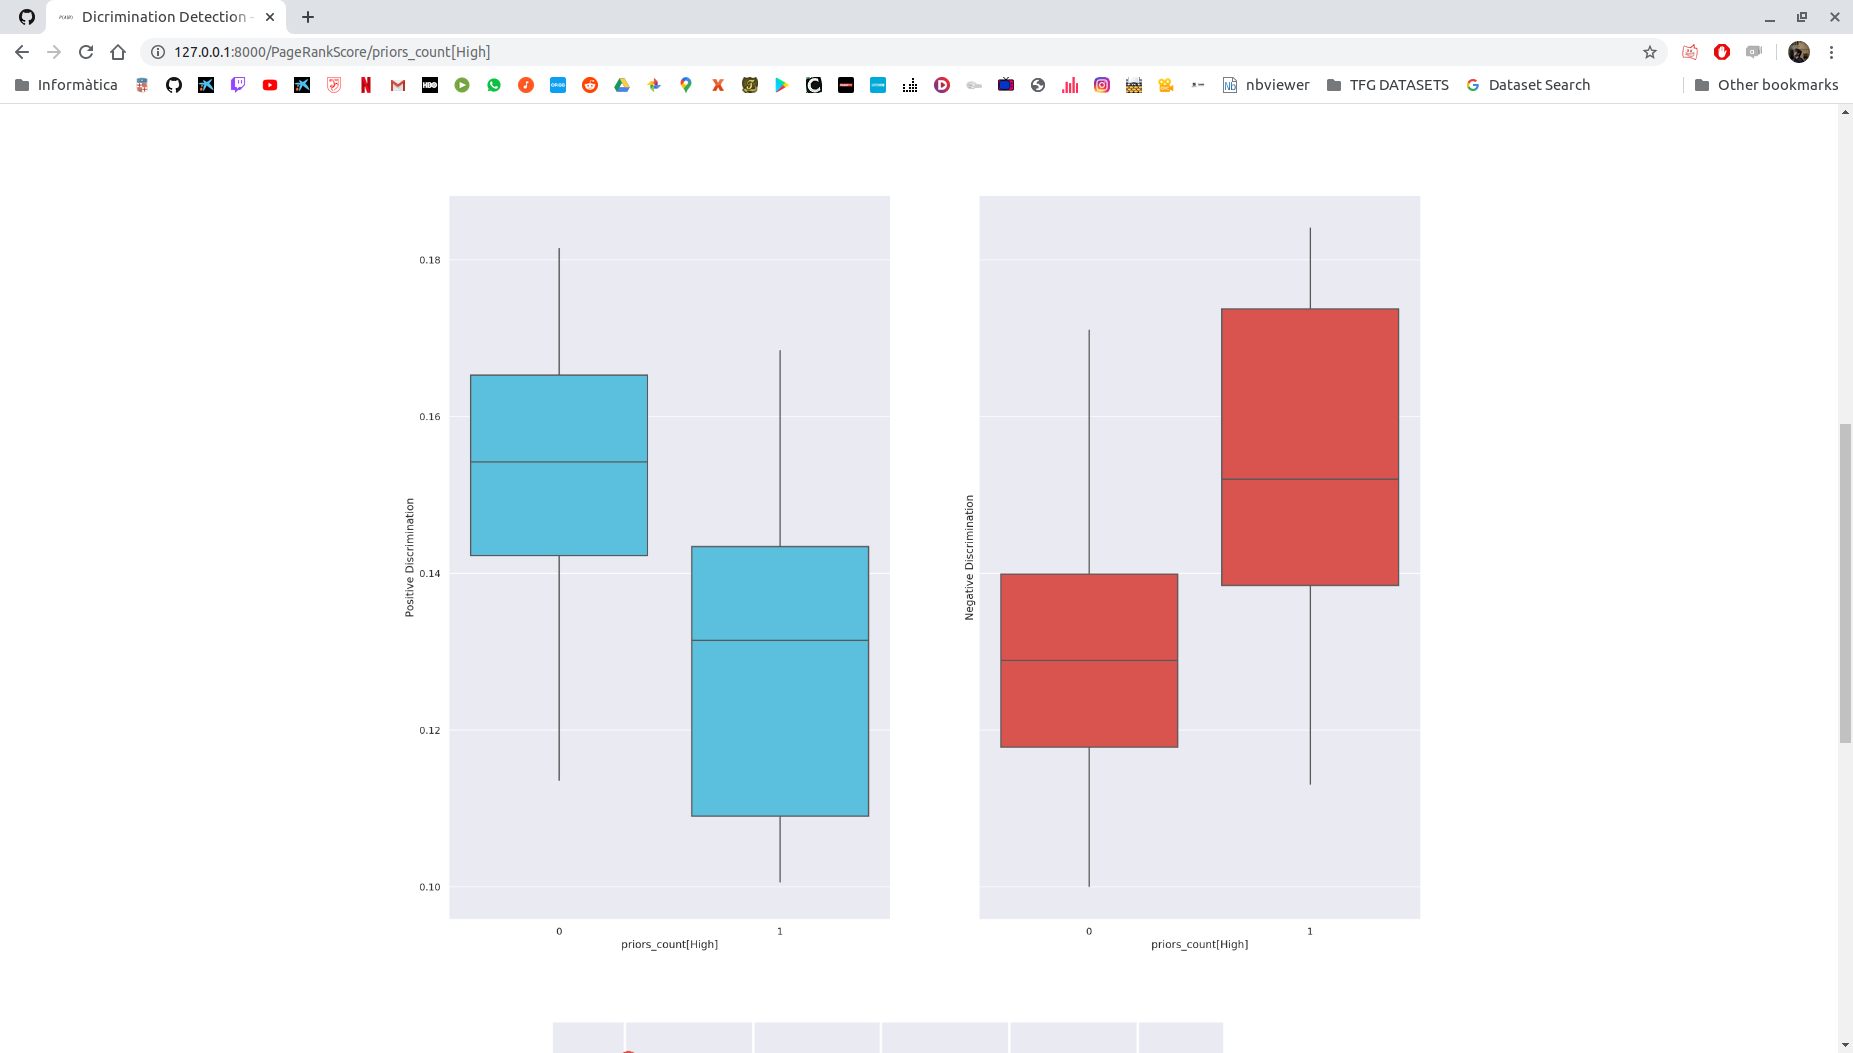 Dicrimination Detection -
127.0.0.1:8000/PageRankScore/priors_count[High]
Informàtica
nbviewer
TFG DATASETS
Dataset Search
Other bookmarks
0.18
0.16
0.14
0.12
0.10
Positive Discrimination
0
1
priors_count[High]
Negative Discrimination
0
1
priors_count[High]